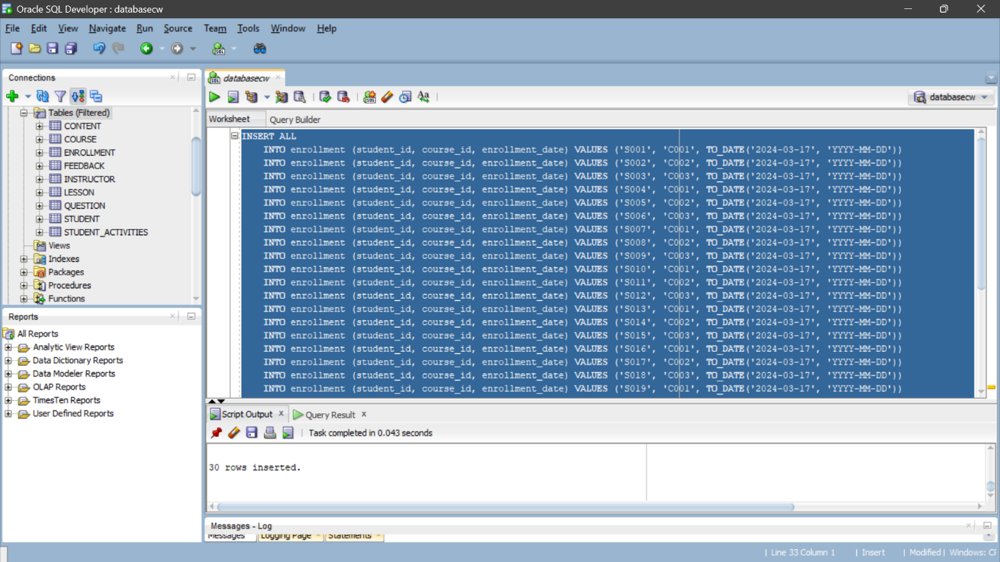 Oracle SQL Developer : databasecw
File Edit View Navigate Run Source Team Tools Window Help
Connections
Tables (Filtered)
CONTENT
COURSE
ENROLLMENT
FEEDBACK
INSTRUCTOR
LESSON
QUESTION
STUDENT
STUDENT_ACTIVITIES
Views
Indexes
Packages
Procedures
Functions
Reports
All Reports
Analytic View Reports
Data Dictionary Reports
Data Modeler Reports
OLAP Reports
TimesTen Reports
User Defined Reports
databasecw
databasecw
Worksheet Query Builder
INSERT ALL
INTO enrollment (student_id, course_id, enrollment_date) VALUES ('S001', 'C001', TO_DATE('2024-03-17', 'YYYY-MM-DD'))
INTO enrollment (student_id, course_id, enrollment_date) VALUES ('S002', 'C002', TO_DATE('2024-03-17', 'YYYY-MM-DD'))
INTO enrollment (student_id, course_id, enrollment_date) VALUES ('S003', 'C003', TO_DATE('2024-03-17', 'YYYY-MM-DD'))
INTO enrollment (student_id, course_id, enrollment_date) VALUES ('S004', 'C001', TO_DATE('2024-03-17', 'YYYY-MM-DD'))
INTO enrollment (student_id, course_id, enrollment_date) VALUES ('S005', 'C002', TO_DATE('2024-03-17', 'YYYY-MM-DD'))
INTO enrollment (student_id, course_id, enrollment_date) VALUES ('S006', 'C003', TO_DATE('2024-03-17', 'YYYY-MM-DD'))
INTO enrollment (student_id, course_id, enrollment_date) VALUES ('S007', 'C001', TO_DATE('2024-03-17', 'YYYY-MM-DD'))
INTO enrollment (student_id, course_id, enrollment_date) VALUES ('S008', 'C002', TO_DATE('2024-03-17', 'YYYY-MM-DD'))
INTO enrollment (student_id, course_id, enrollment_date) VALUES ('S009', 'C003', TO_DATE('2024-03-17', 'YYYY-MM-DD'))
INTO enrollment (student_id, course_id, enrollment_date) VALUES ('S010', 'C001', TO_DATE('2024-03-17', 'YYYY-MM-DD'))
INTO enrollment (student_id, course_id, enrollment_date) VALUES ('S011', 'C002', TO_DATE('2024-03-17', 'YYYY-MM-DD'))
INTO enrollment (student_id, course_id, enrollment_date) VALUES ('S012', 'C003', TO_DATE('2024-03-17', 'YYYY-MM-DD'))
INTO enrollment (student_id, course_id, enrollment_date) VALUES ('S013', 'C001', TO_DATE('2024-03-17', 'YYYY-MM-DD'))
INTO enrollment (student_id, course_id, enrollment_date) VALUES ('S014', 'C002', TO_DATE('2024-03-17', 'YYYY-MM-DD'))
INTO enrollment (student_id, course_id, enrollment_date) VALUES ('S015', 'C003', TO_DATE('2024-03-17', 'YYYY-MM-DD'))
INTO enrollment (student_id, course_id, enrollment_date) VALUES ('S016', 'C001', TO_DATE('2024-03-17', 'YYYY-MM-DD'))
INTO enrollment (student_id, course_id, enrollment_date) VALUES ('S017', 'C002', TO_DATE('2024-03-17', 'YYYY-MM-DD'))
INTO enrollment (student_id, course_id, enrollment_date) VALUES ('S018', 'C003', TO_DATE('2024-03-17', 'YYYY-MM-DD'))
INTO enrollment (student_id, course_id, enrollment_date) VALUES ('S019', 'C001', TO_DATE('2024-03-17', 'YYYY-MM-DD'))
Script Output Query Result
Task completed in 0.043 seconds
30 rows inserted.
Messages - Log
Messages Logging Page Statements
| Line 33 Column 1 | Insert | Modified | Windows: CF